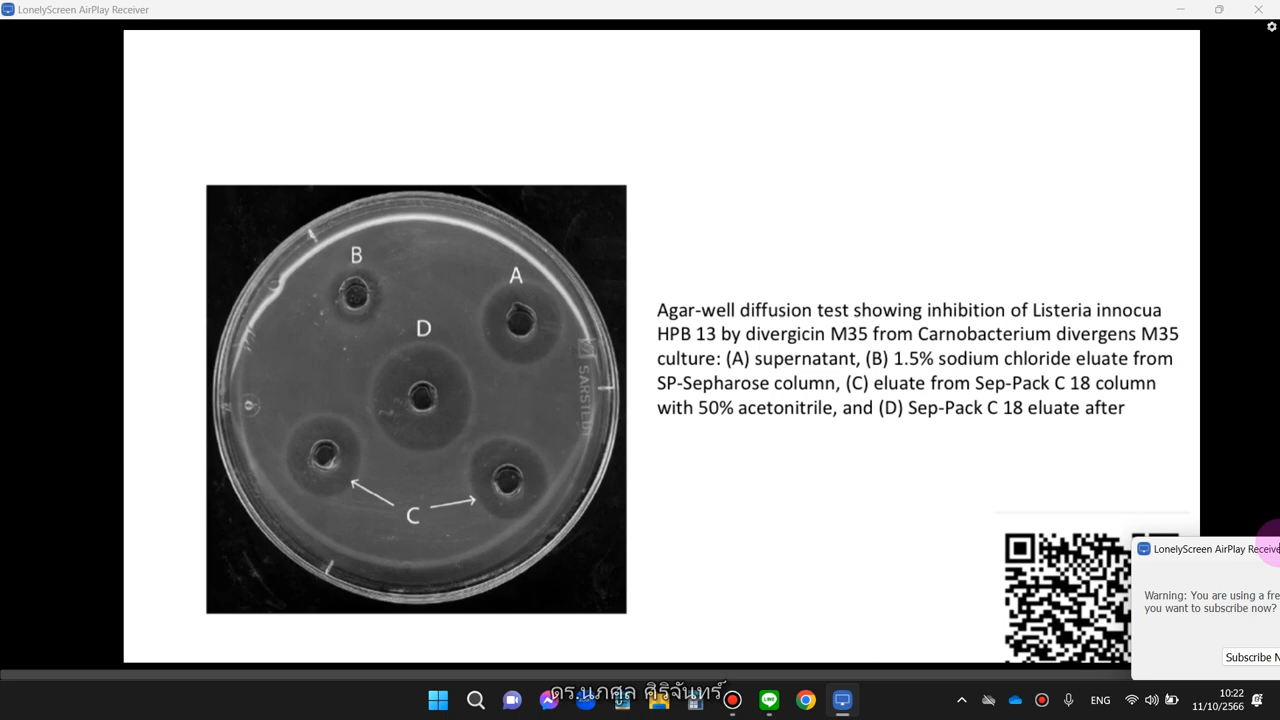 LonelyScreen AirPlay Receiver
B
A
D
C
SARSTEDT
Agar-well diffusion test showing inhibition of Listeria innocua
HPB 13 by divergicin M35 from Carnobacterium divergens M35
culture: (A) supernatant, (B) 1.5% sodium chloride eluate from
SP-Sepharose column, (C) eluate from Sep-Pack C 18 column
with 50% acetonitrile, and (D) Sep-Pack C 18 eluate after
LonelyScreen AirPlay Receive
Warning: You are using a fre
you want to subscribe now?
Subscribe N
ดร.นภศูล ศิริจันทร์
ENG
10:22
11/10/2566